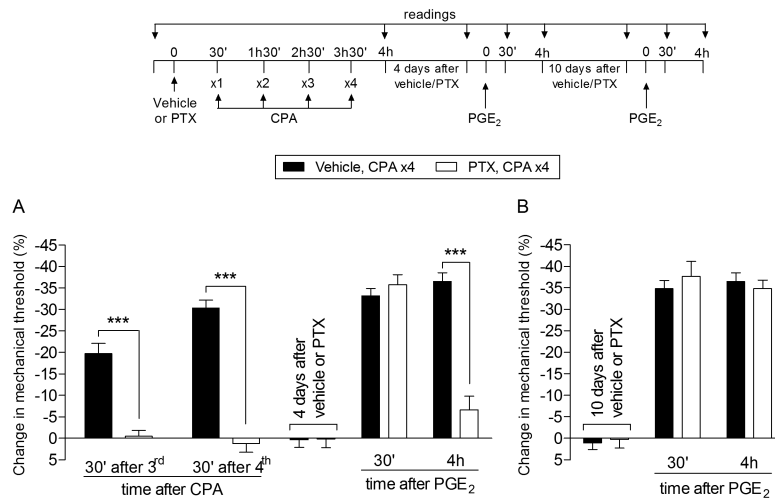 readings
0 30' 1h30' 2h30' 3h30' 4h 0 30' 4h 0 30' 4h
4 days after vehicle/PTX
10 days after vehicle/PTX
x1 x2 x3 x4
Vehicle or PTX
CPA
PGE2
PGE2
Vehicle, CPA x4
PTX, CPA x4
A
Change in mechanical threshold (%)
-45
-40
-35
-30
-25
-20
-15
-10
-5
0
5
***
***
***
4 days after vehicle or PTX
30' after 3rd
30' after 4th
time after CPA
30'
4h
time after PGE2
B
Change in mechanical threshold (%)
-45
-40
-35
-30
-25
-20
-15
-10
-5
0
5
10 days after vehicle or PTX
30'
4h
time after PGE2